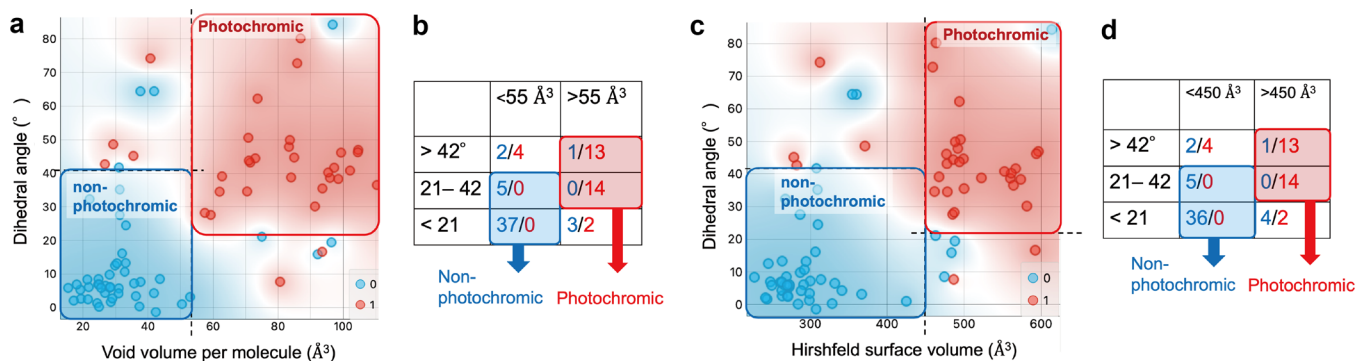 a
Photochromic
non-
photochromic
80
70
60
50
40
30
20
10
0
20
40
60
80
100
0
1
Dihedral angle (°)
Void volume per molecule (Å³)
b
<55 Å³ >55 Å³
> 42° 2/4 1/13
21– 42 5/0 0/14
< 21 37/0 3/2
Non-
photochromic
Photochromic
c
Photochromic
non-
photochromic
80
70
60
50
40
30
20
10
0
300
400
500
600
0
1
Dihedral angle (°)
Hirshfeld surface volume (Å³)
d
<450 Å³ >450 Å³
> 42° 2/4 1/13
21– 42 5/0 0/14
< 21 36/0 4/2
Non-
photochromic
Photochromic